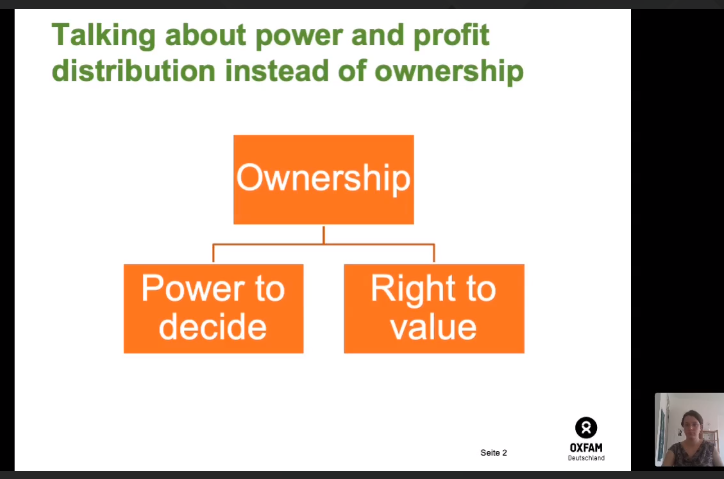 Talking about power and profit
distribution instead of ownership
Ownership
Power to
decide
Right to
value
Seite 2
OXFAM
Deutschland